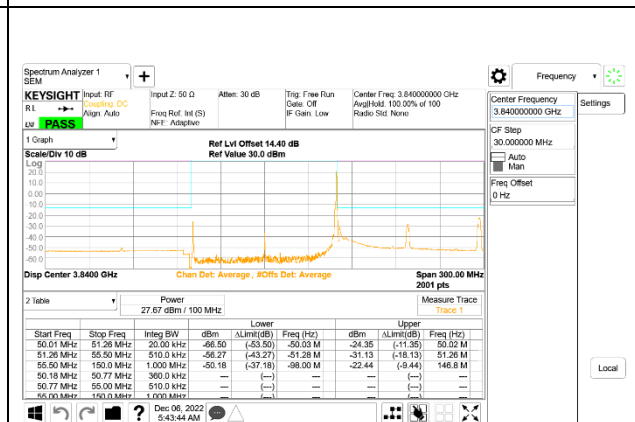 Spectrum Analyzer 1
SEM
Frequency
KEYSIGHT
Input: RF
Input Z: 50 Ω
Atten: 30 dB
Trig: Free Run
Center Freq: 3.840000000 GHz
RL
Coupling: DC
Gate: Off
Avg|Hold: 100.00% of 100
Align: Auto
Freq Ref: Int (S)
IF Gain: Low
Radio Std: None
PASS
NFE: Adaptive
Center Frequency
3.840000000 GHz
Settings
CF Step
30.000000 MHz
Auto
Man
Freq Offset
0 Hz
1 Graph
Ref Lvl Offset 14.40 dB
Scale/Div 10 dB
Ref Value 30.0 dBm
Log
20.0
10.0
0.00
-10.0
-20.0
-30.0
-40.0
-50.0
-60.0
Disp Center 3.8400 GHz
Chan Det: Average , #Offs Det: Average
Span 300.00 MHz
2001 pts
2 Table
Power
Measure Trace
27.67 dBm / 100 MHz
Trace 1
Lower Upper
Start Freq Stop Freq Integ BW dBm ΔLimit(dB) Freq (Hz) dBm ΔLimit(dB) Freq (Hz)
50.01 MHz 51.26 MHz 20.00 kHz -66.50 (-53.50) -50.03 M -24.35 (-11.35) 50.02 M
51.26 MHz 55.50 MHz 510.0 kHz -56.27 (-43.27) -51.28 M -31.13 (-18.13) 51.26 M
55.50 MHz 150.0 MHz 1.000 MHz -50.18 (-37.18) -98.00 M -22.44 (-9.44) 146.8 M
50.18 MHz 50.77 MHz 360.0 kHz --- (---) --- --- (---) ---
50.77 MHz 55.00 MHz 510.0 kHz --- (---) --- --- (---) ---
55.00 MHz 150.0 MHz 1.000 MHz --- (---) --- --- (---) ---
Local
Dec 06, 2022
5:43:44 AM